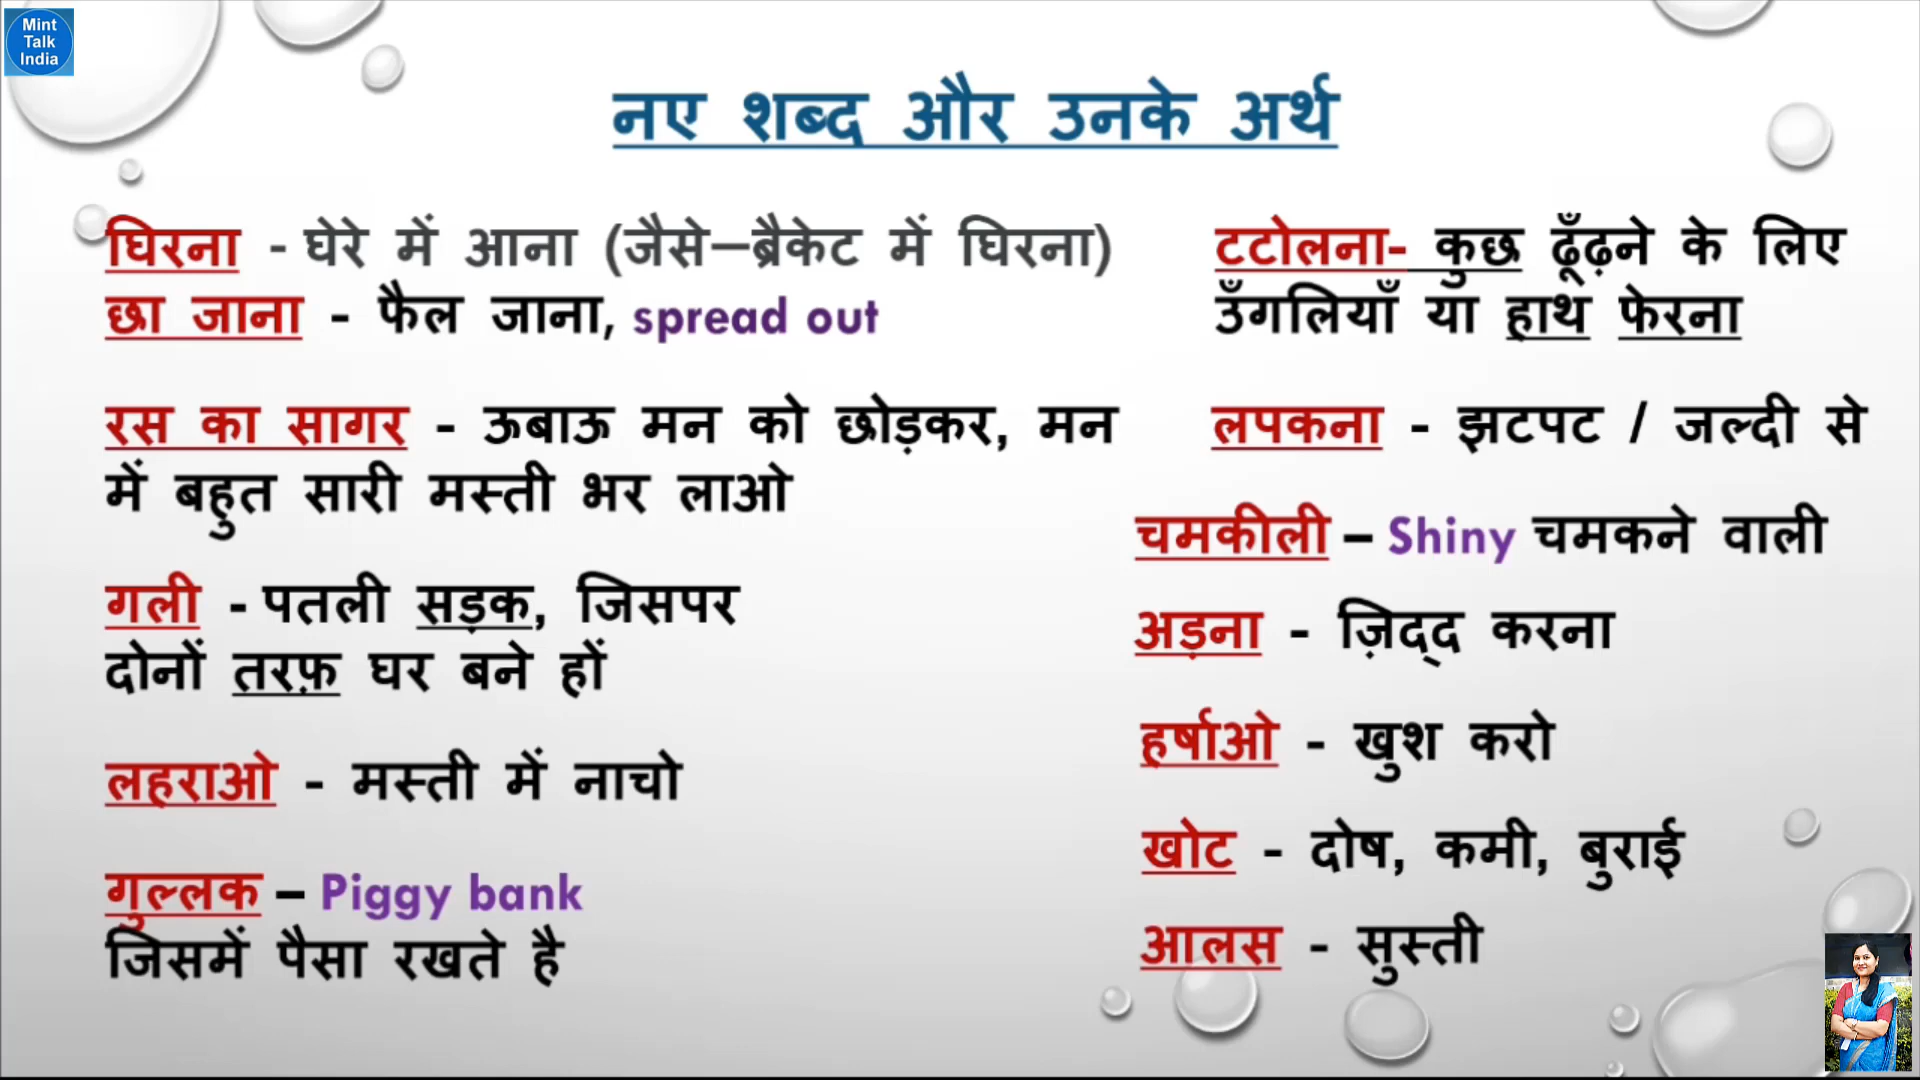 Mint
Talk
India
नए शब्द और उनके अर्थ
घिरना - घेरे में आना (जैसे–ब्रैकेट में घिरना)
छा जाना - फैल जाना, spread out
रस का सागर - ऊबाऊ मन को छोड़कर, मन
में बहुत सारी मस्ती भर लाओ
गली - पतली सड़क, जिसपर
दोनों तरफ़ घर बने हों
लहराओ - मस्ती में नाचो
गुल्लक – Piggy bank
जिसमें पैसा रखते है
टटोलना- कुछ ढूँढ़ने के लिए
उँगलियाँ या हाथ फेरना
लपकना - झटपट / जल्दी से
चमकीली – Shiny चमकने वाली
अड़ना - ज़िद्द करना
हर्षाओ - खुश करो
खोट - दोष, कमी, बुराई
आलस - सुस्ती